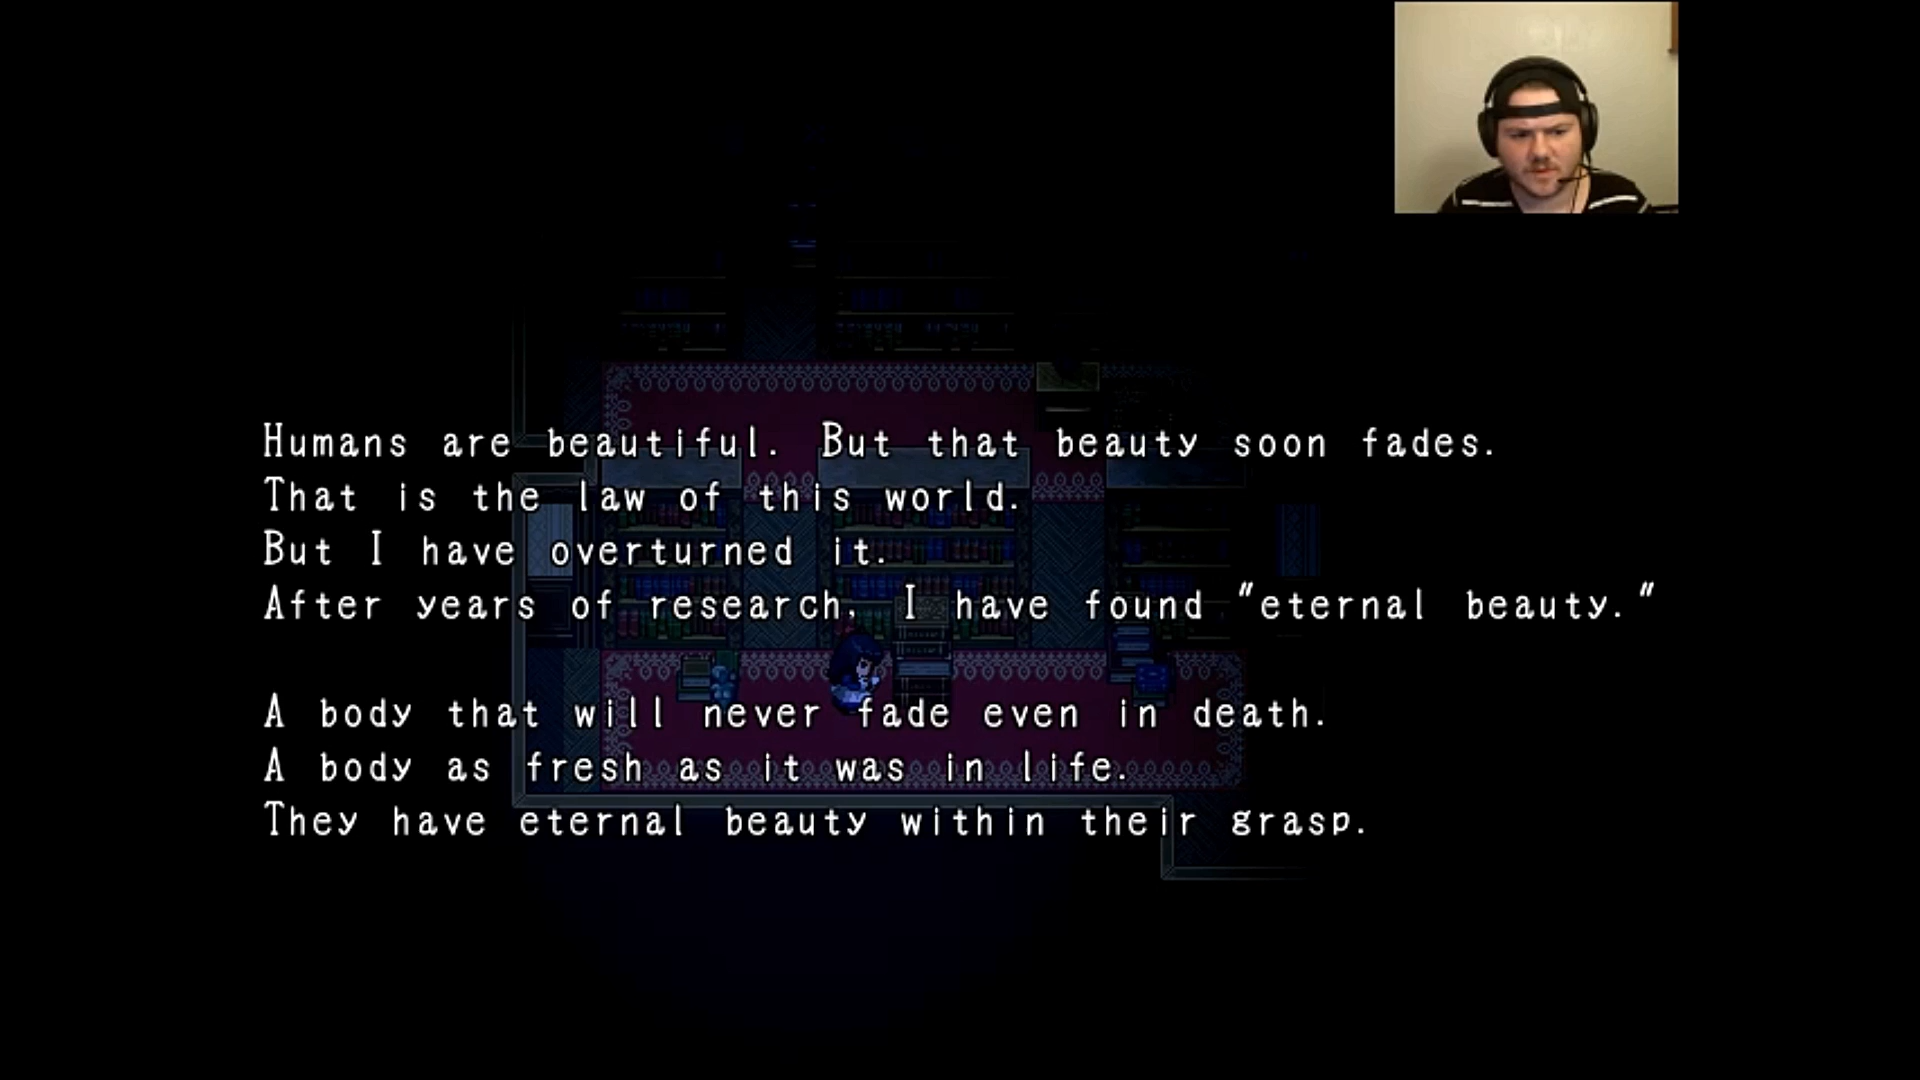 Humans are beautiful. But that beauty soon fades.
That is the law of this world.
But I have overturned it.
After years of research, I have found "eternal beauty."
A body that will never fade even in death.
A body as fresh as it was in life.
They have eternal beauty within their grasp.